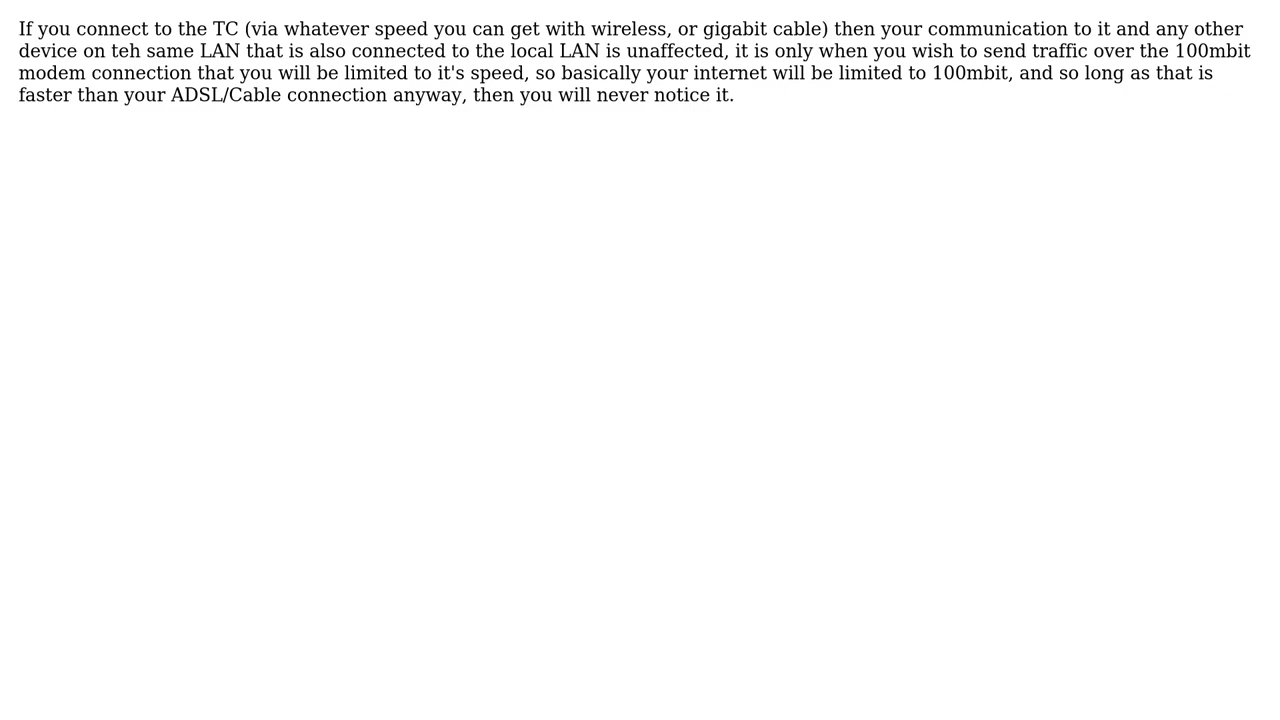 If you connect to the TC (via whatever speed you can get with wireless, or gigabit cable) then your communication to it and any other
device on teh same LAN that is also connected to the local LAN is unaffected, it is only when you wish to send traffic over the 100mbit
modem connection that you will be limited to it's speed, so basically your internet will be limited to 100mbit, and so long as that is
faster than your ADSL/Cable connection anyway, then you will never notice it.